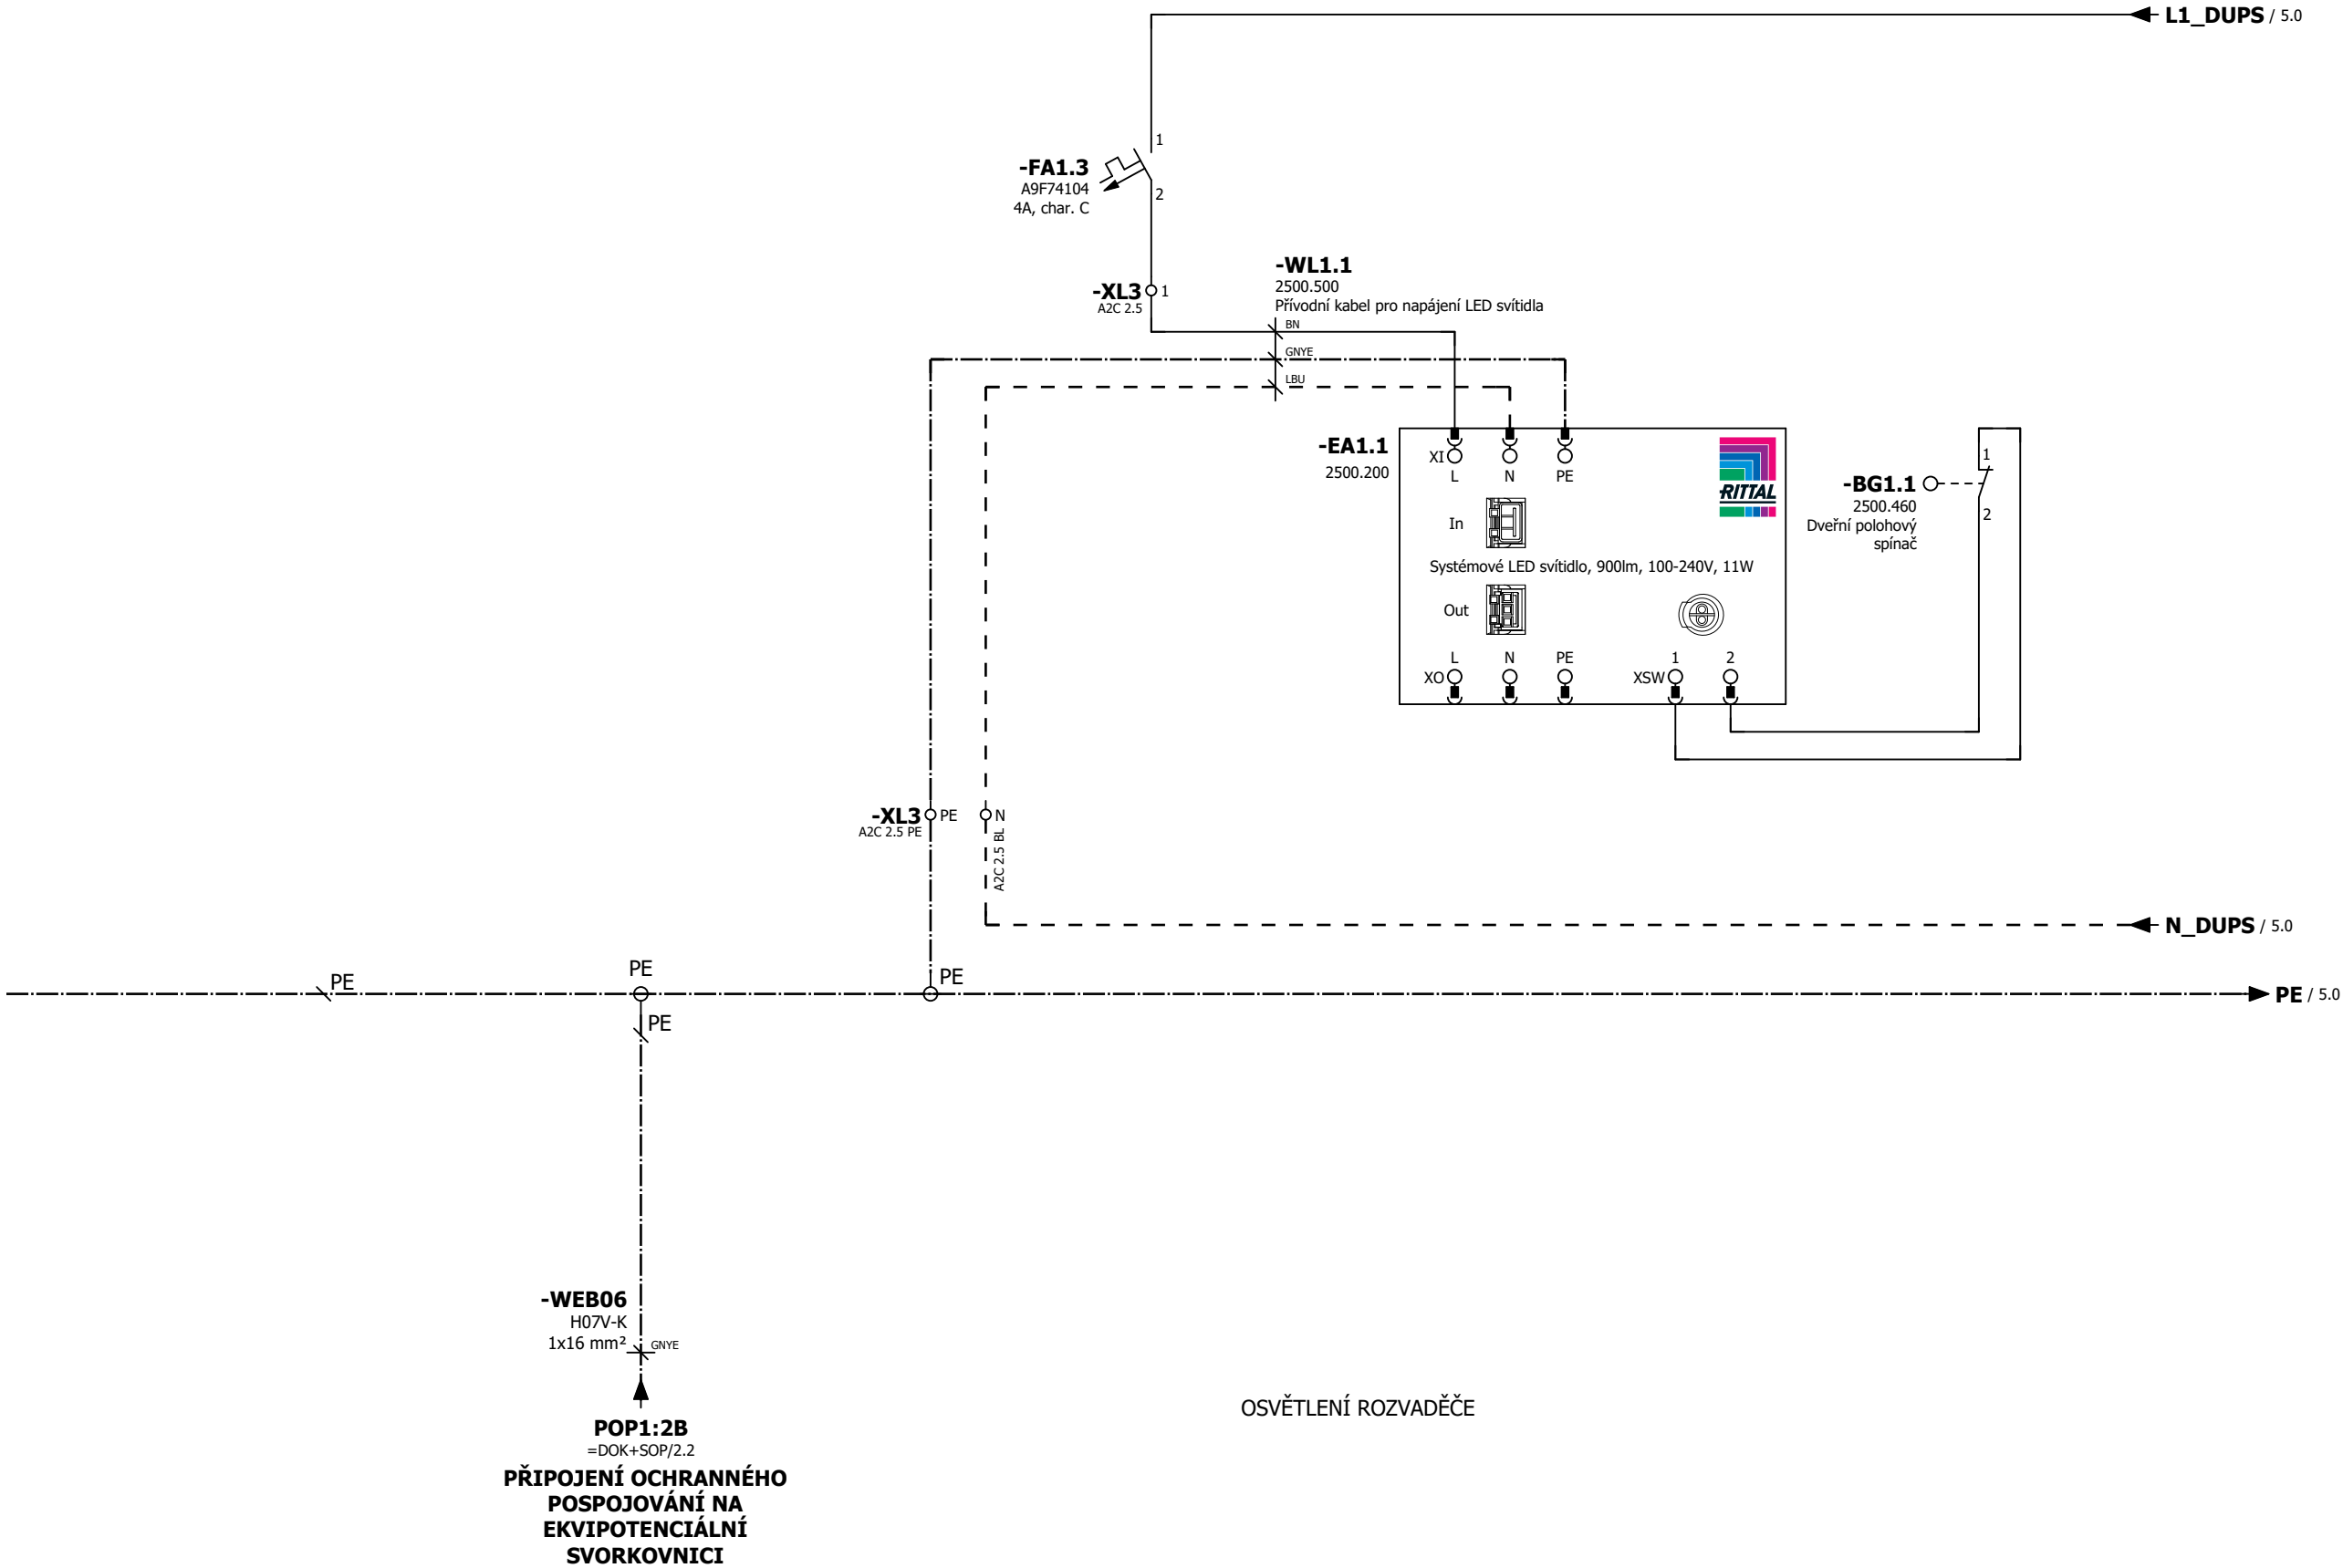 L1_DUPS / 5.0
1
-FA1.3
A9F74104
4A, char. C
2
-WL1.1
2500.500
Přívodní kabel pro napájení LED svítidla
-XL3
1
A2C 2.5
BN
GNYE
LBU
-EA1.1
2500.200
XI
L N PE
RITTAL
In
Systémové LED svítidlo, 900lm, 100-240V, 11W
Out
L N PE 1 2
XO
XSW
1
-BG1.1
2500.460
2
Dveřní polohový
spínač
-XL3
PE
N
A2C 2.5 PE
A2C 2.5 BL
N_DUPS / 5.0
PE
PE
PE
PE / 5.0
PE
-WEB06
H07V-K
1x16 mm²
GNYE
POP1:2B
=DOK+SOP/2.2
PŘIPOJENÍ OCHRANNÉHO
POSPOJOVÁNÍ NA
EKVIPOTENCIÁLNÍ
SVORKOVNICI
OSVĚTLENÍ ROZVADĚČE